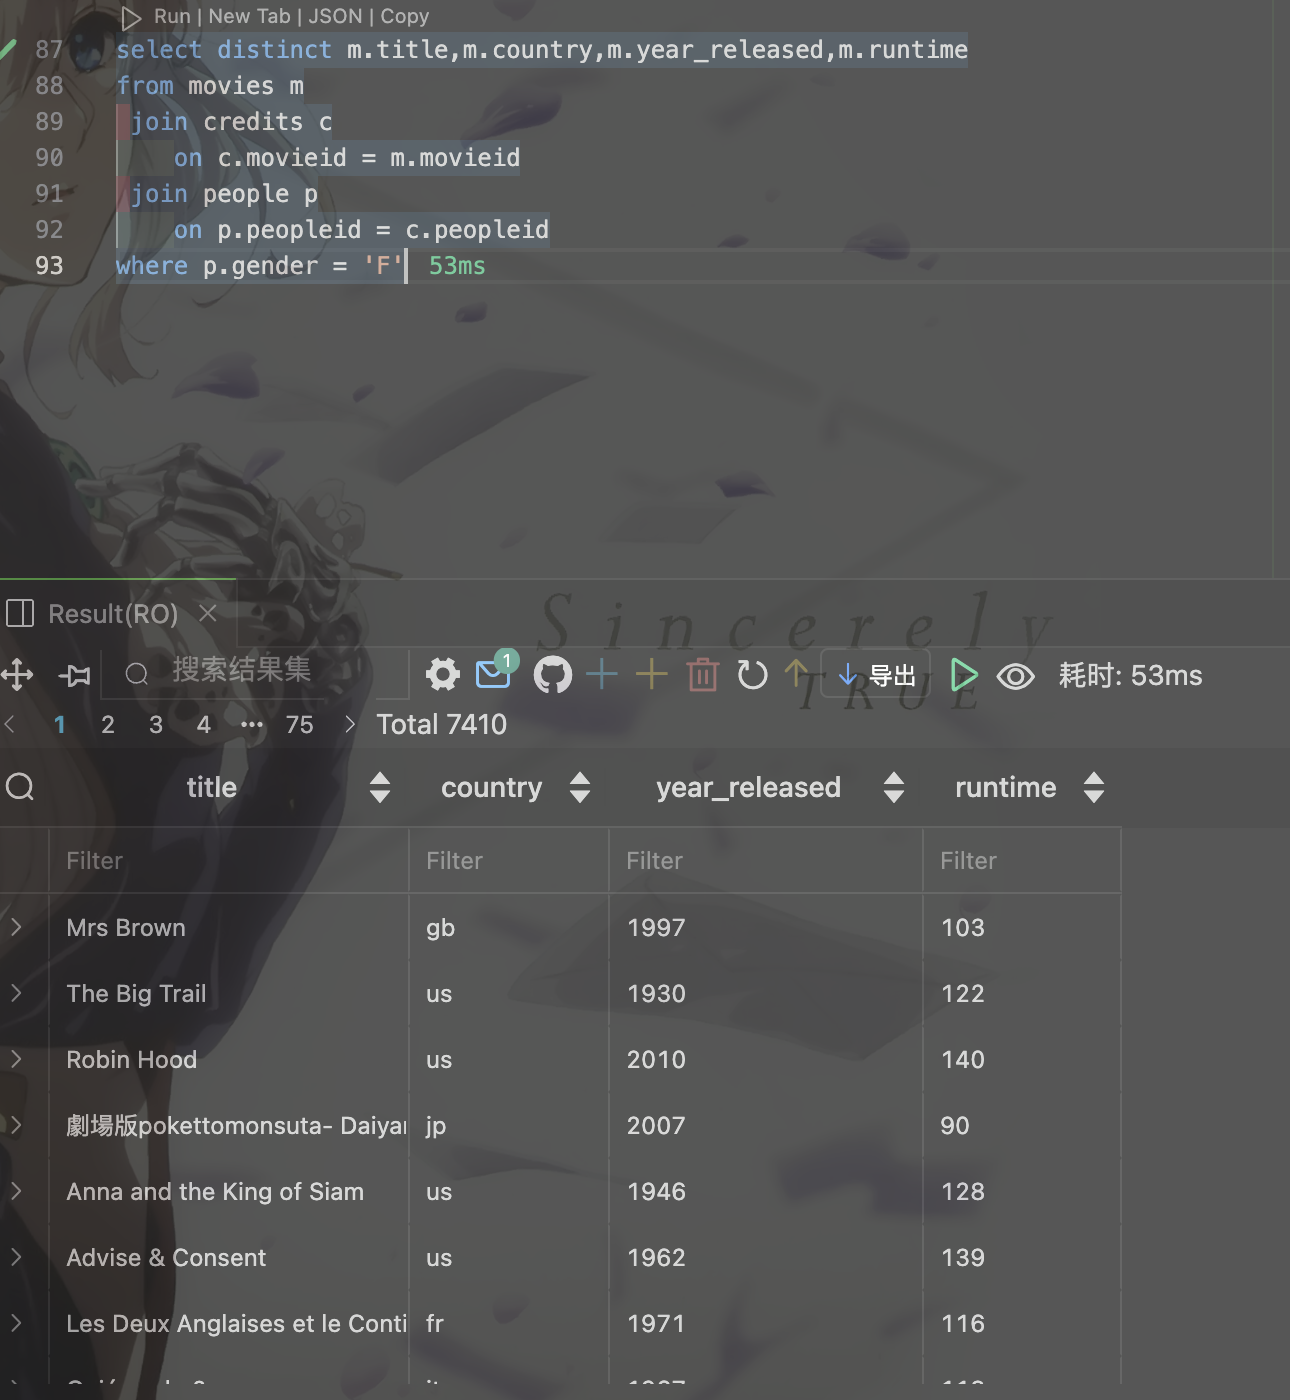 Run | New Tab | JSON | Copy
87 select distinct m.title,m.country,m.year_released,m.runtime
88 from movies m
89 join credits c
90 on c.movieid = m.movieid
91 join people p
92 on p.peopleid = c.peopleid
93 where p.gender = 'F' 53ms
Sincerely
TRUE
Result(RO)
搜索结果集 1 导出 耗时: 53ms
1 2 3 4 ··· 75 Total 7410
title country year_released runtime
Filter Filter Filter Filter
Mrs Brown gb 1997 103
The Big Trail us 1930 122
Robin Hood us 2010 140
劇場版pokettomonsuta- Daiya jp 2007 90
Anna and the King of Siam us 1946 128
Advise & Consent us 1962 139
Les Deux Anglaises et le Conti fr 1971 116